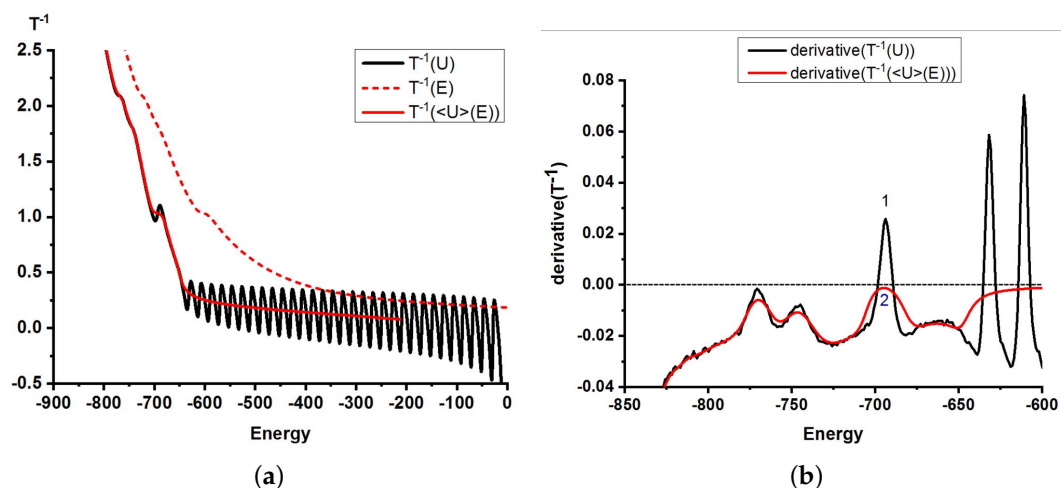 T⁻¹
2.5
2.0
1.5
1.0
0.5
0.0
-0.5
-900 -800 -700 -600 -500 -400 -300 -200 -100 0
Energy
T⁻¹(U)
T⁻¹(E)
T⁻¹(<U>(E))
(a)
derivative(T⁻¹(U))
derivative(T⁻¹(<U>(E)))
derivative(T⁻¹)
0.08
0.06
0.04
0.02
0.00
-0.02
-0.04
1
2
-850 -800 -750 -700 -650 -600
Energy
(b)